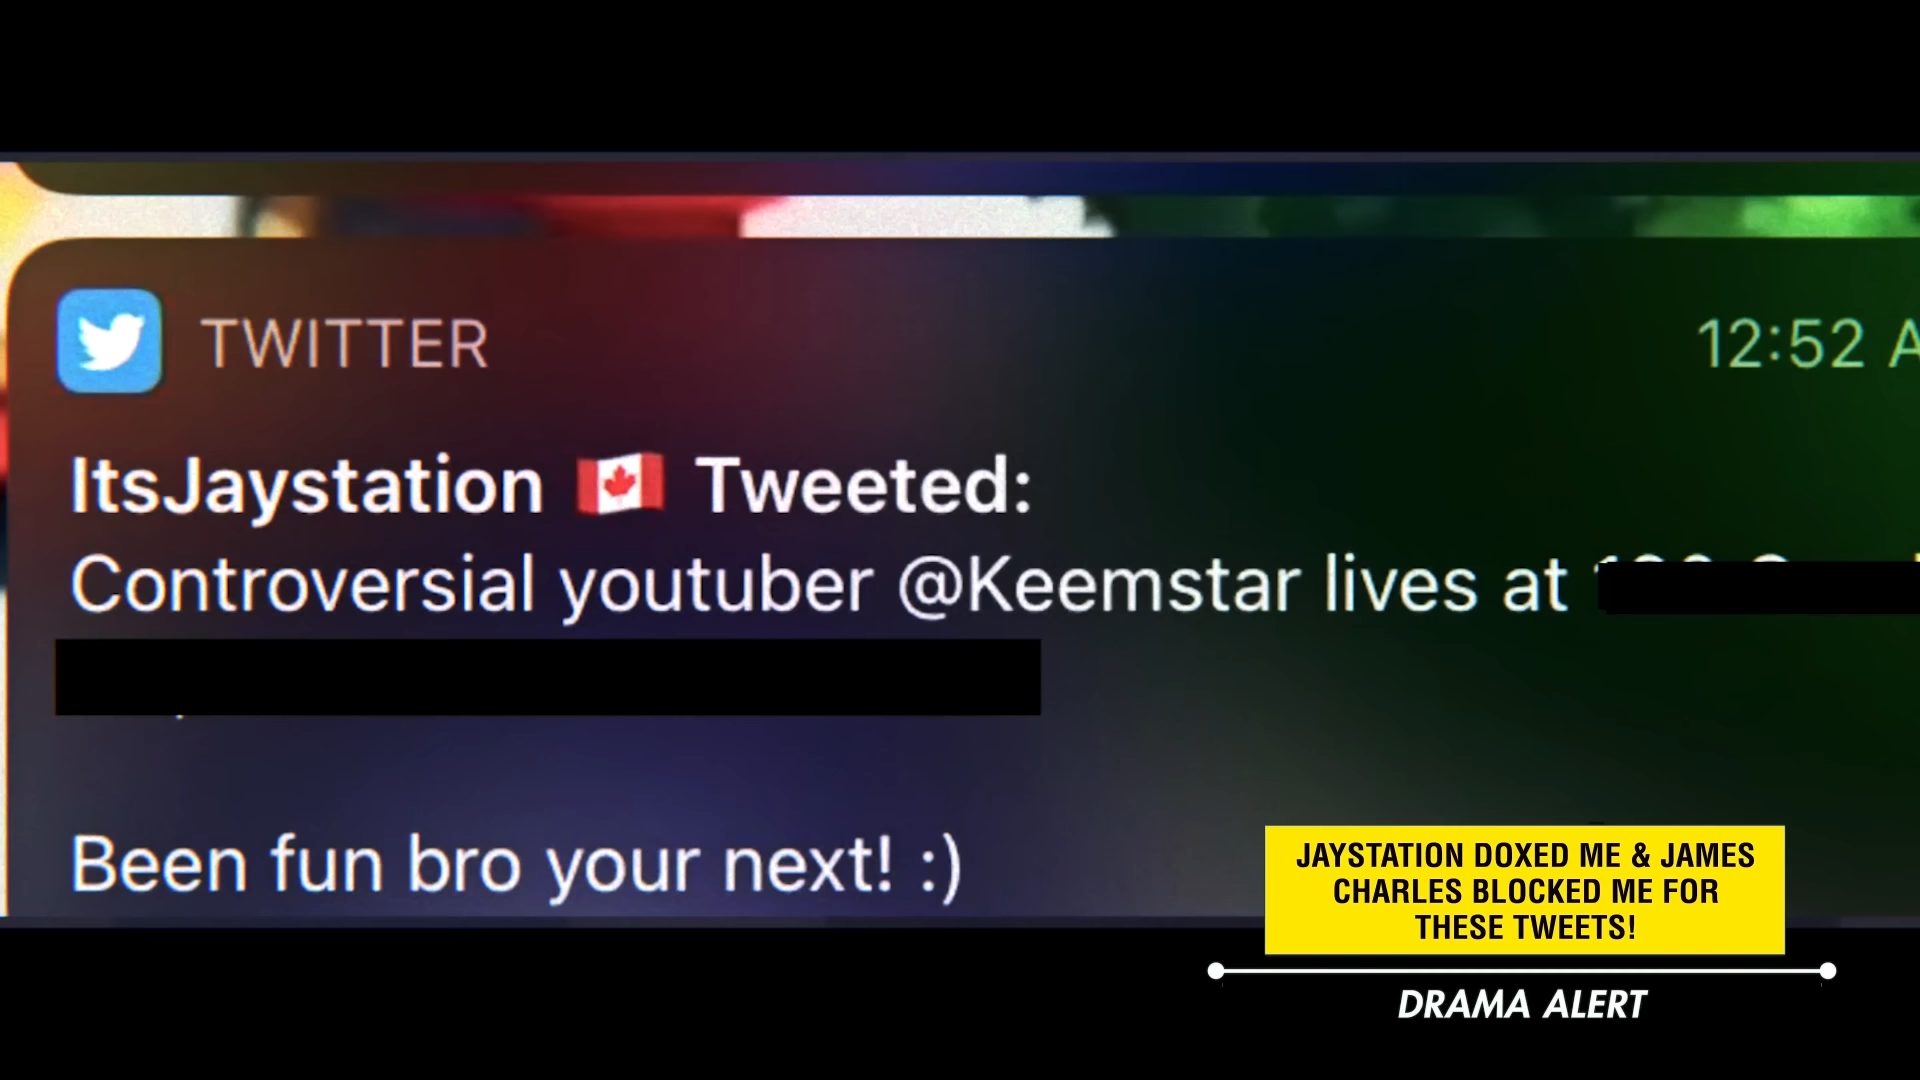 TWITTER 12:52 A
ItsJaystation 🇨🇦 Tweeted:
Controversial youtuber @Keemstar lives at
Been fun bro your next! :)
JAYSTATION DOXED ME & JAMES
CHARLES BLOCKED ME FOR
THESE TWEETS!
DRAMA ALERT